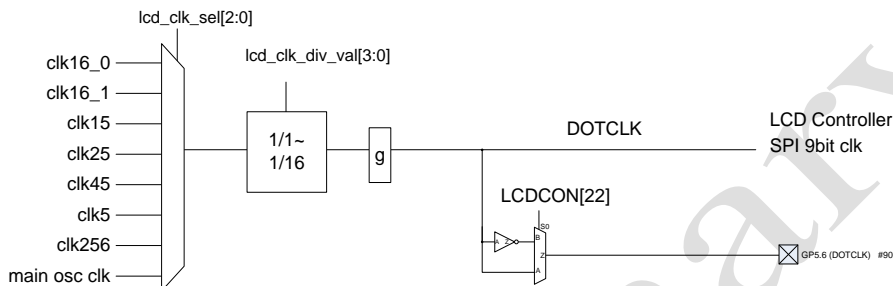 lcd_clk_sel[2:0]
clk16_0
clk16_1
clk15
clk25
clk45
clk5
clk256
main osc clk
lcd_clk_div_val[3:0]
1/1~
1/16
g
DOTCLK
LCD Controller
SPI 9bit clk
LCDCON[22]
S0
A Z
B
Z
A
GP5.6 (DOTCLK) #90